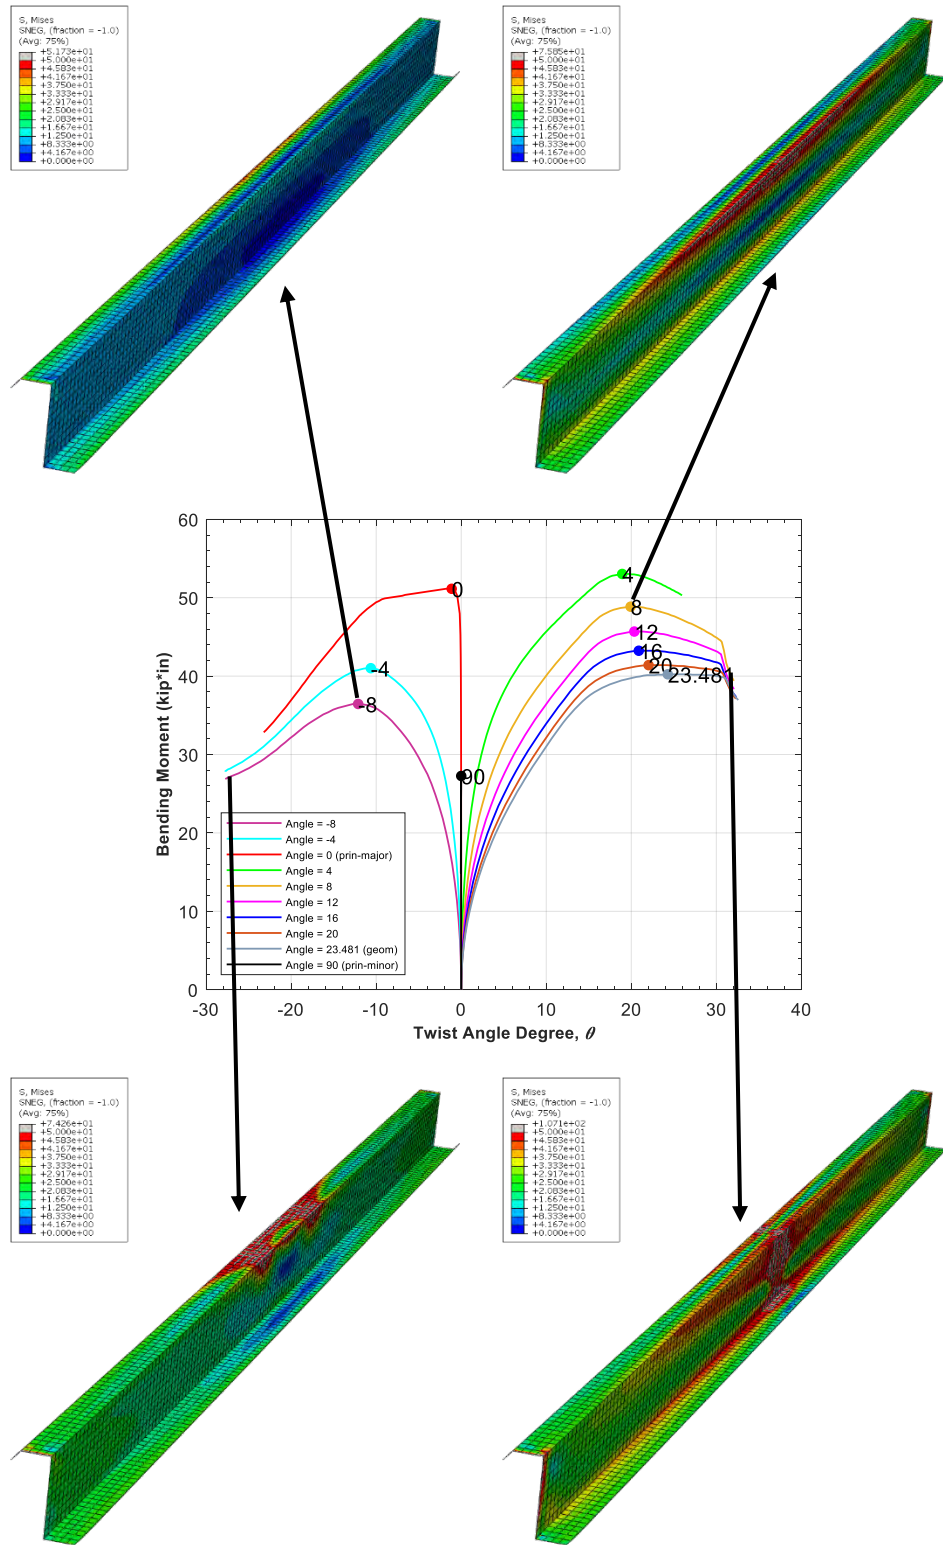 S, Mises
SNEG, (fraction = -1.0)
(Avg: 75%)
+5.173e+01
+5.000e+01
+4.583e+01
+4.167e+01
+3.750e+01
+3.333e+01
+2.917e+01
+2.500e+01
+2.083e+01
+1.667e+01
+1.250e+01
+8.333e+00
+4.167e+00
+0.000e+00
S, Mises
SNEG, (fraction = -1.0)
(Avg: 75%)
+7.585e+01
+5.000e+01
+4.583e+01
+4.167e+01
+3.750e+01
+3.333e+01
+2.917e+01
+2.500e+01
+2.083e+01
+1.667e+01
+1.250e+01
+8.333e+00
+4.167e+00
+0.000e+00
Bending Moment (kip*in)
60
50
40
30
20
10
0
-30
-20
-10
0
10
20
30
40
Twist Angle Degree, θ
-8
-4
0
90
4
8
12
16
20
23.481
Angle = -8
Angle = -4
Angle = 0 (prin-major)
Angle = 4
Angle = 8
Angle = 12
Angle = 16
Angle = 20
Angle = 23.481 (geom)
Angle = 90 (prin-minor)
S, Mises
SNEG, (fraction = -1.0)
(Avg: 75%)
+7.426e+01
+5.000e+01
+4.583e+01
+4.167e+01
+3.750e+01
+3.333e+01
+2.917e+01
+2.500e+01
+2.083e+01
+1.667e+01
+1.250e+01
+8.333e+00
+4.167e+00
+0.000e+00
S, Mises
SNEG, (fraction = -1.0)
(Avg: 75%)
+1.071e+02
+5.000e+01
+4.583e+01
+4.167e+01
+3.750e+01
+3.333e+01
+2.917e+01
+2.500e+01
+2.083e+01
+1.667e+01
+1.250e+01
+8.333e+00
+4.167e+00
+0.000e+00